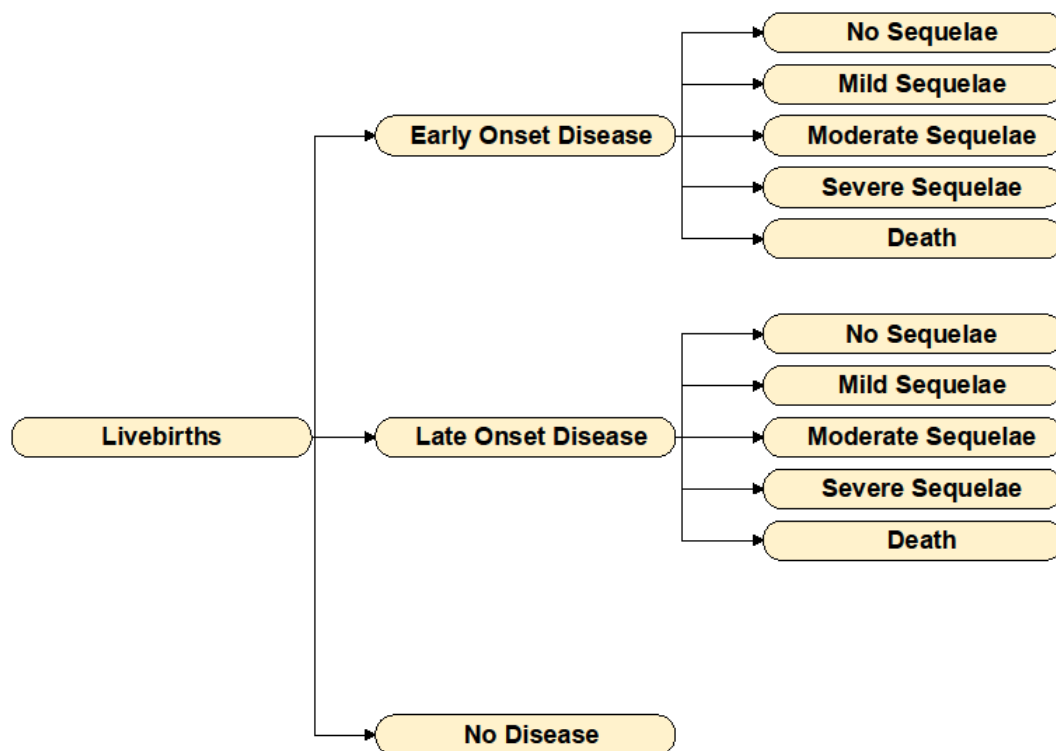 No Sequelae
Mild Sequelae
Early Onset Disease
Moderate Sequelae
Severe Sequelae
Death
No Sequelae
Mild Sequelae
Livebirths
Late Onset Disease
Moderate Sequelae
Severe Sequelae
Death
No Disease